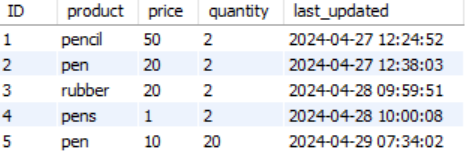 ID product price quantity last_updated
1 pencil 50 2 2024-04-27 12:24:52
2 pen 20 2 2024-04-27 12:38:03
3 rubber 20 2 2024-04-28 09:59:51
4 pens 1 2 2024-04-28 10:00:08
5 pen 10 20 2024-04-29 07:34:02